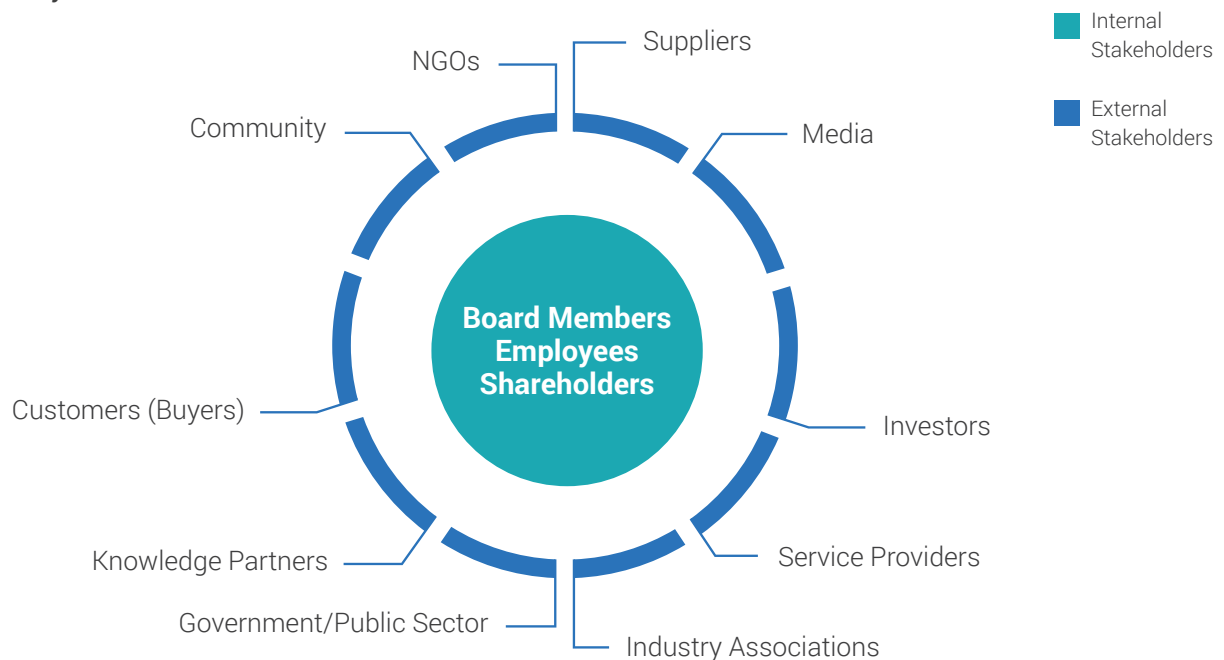 Suppliers
NGOs
Community
Media
Board Members
Employees
Shareholders
Customers (Buyers)
Investors
Knowledge Partners
Service Providers
Government/Public Sector
Industry Associations
Internal
Stakeholders
External
Stakeholders